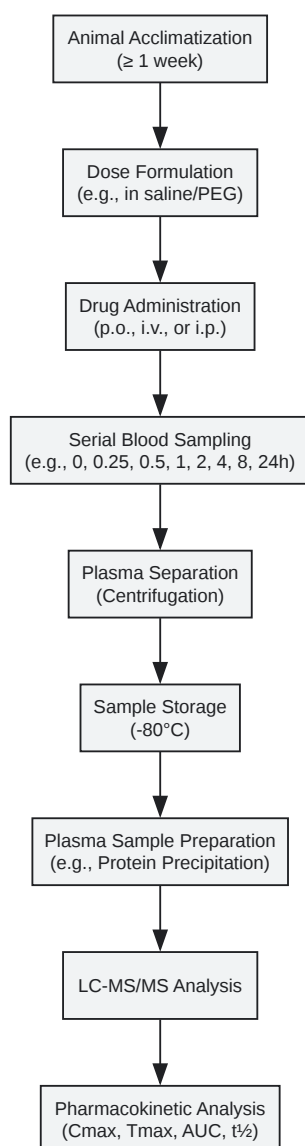 Animal Acclimatization
(≥ 1 week)
Dose Formulation
(e.g., in saline/PEG)
Drug Administration
(p.o., i.v., or i.p.)
Serial Blood Sampling
(e.g., 0, 0.25, 0.5, 1, 2, 4, 8, 24h)
Plasma Separation
(Centrifugation)
Sample Storage
(-80°C)
Plasma Sample Preparation
(e.g., Protein Precipitation)
LC-MS/MS Analysis
Pharmacokinetic Analysis
(Cmax, Tmax, AUC, t½)